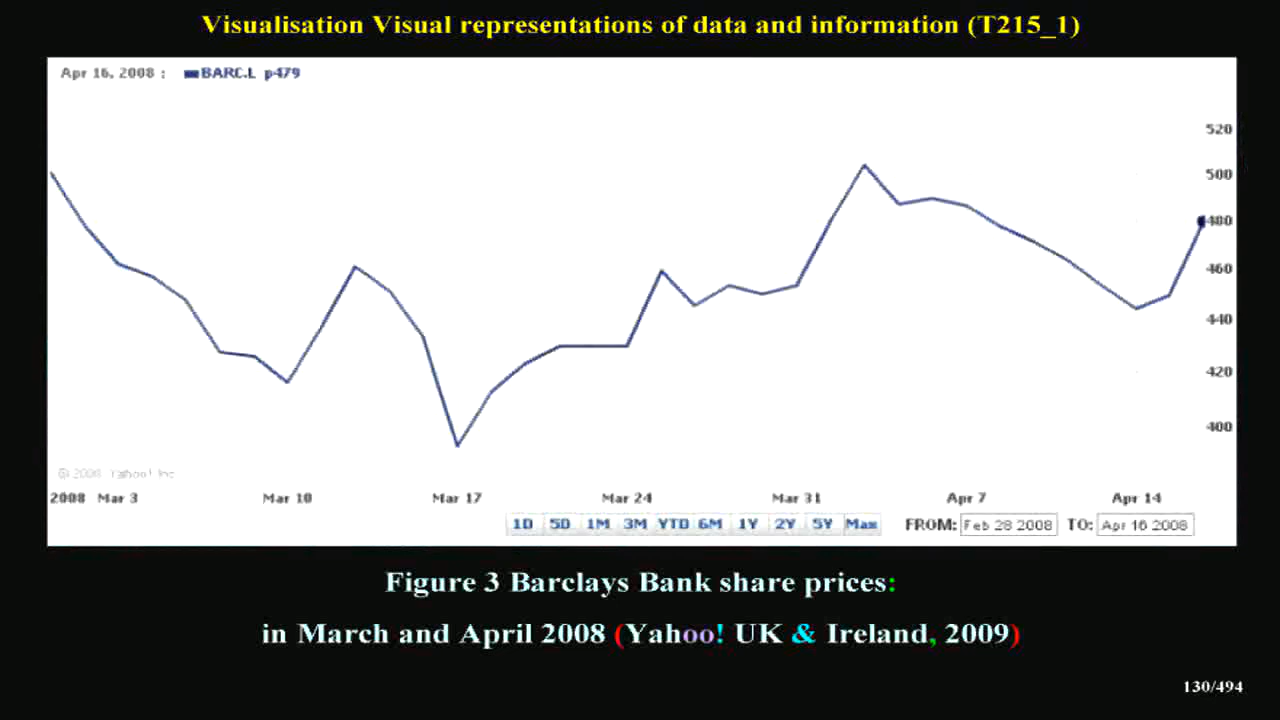 Visualisation Visual representations of data and information (T215_1)
Apr 16, 2008 : BARC.L p479
520
500
480
460
440
420
400
© 2008 Yahoo! Inc
2008 Mar 3 Mar 10 Mar 17 Mar 24 Mar 31 Apr 7 Apr 14
1D 5D 1M 3M YTD 6M 1Y 2Y 5Y Max FROM: Feb 28 2008 TO: Apr 16 2008
Figure 3 Barclays Bank share prices:
in March and April 2008 (Yahoo! UK & Ireland, 2009)
130/494